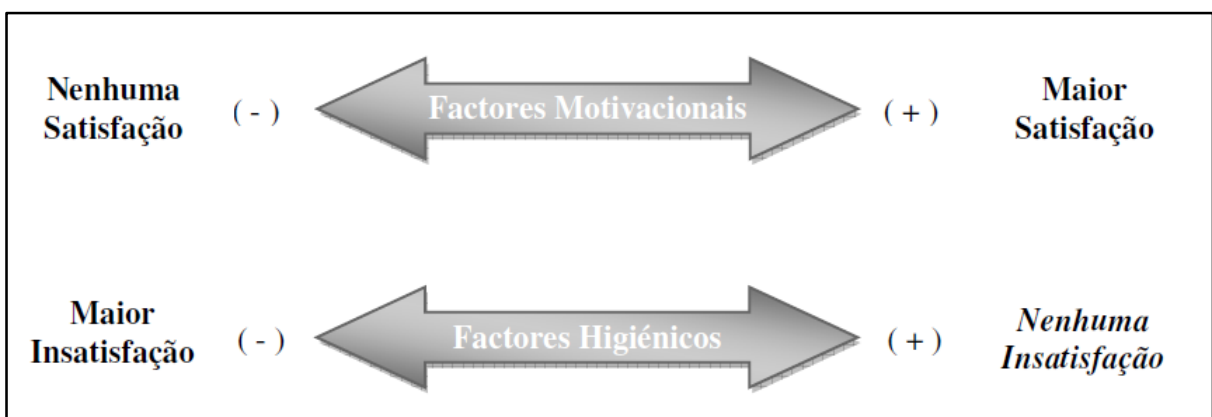 Nenhuma
Satisfação
( - )
Factores Motivacionais
( + )
Maior
Satisfação
Maior
Insatisfação
( - )
Factores Higiénicos
( + )
Nenhuma
Insatisfação